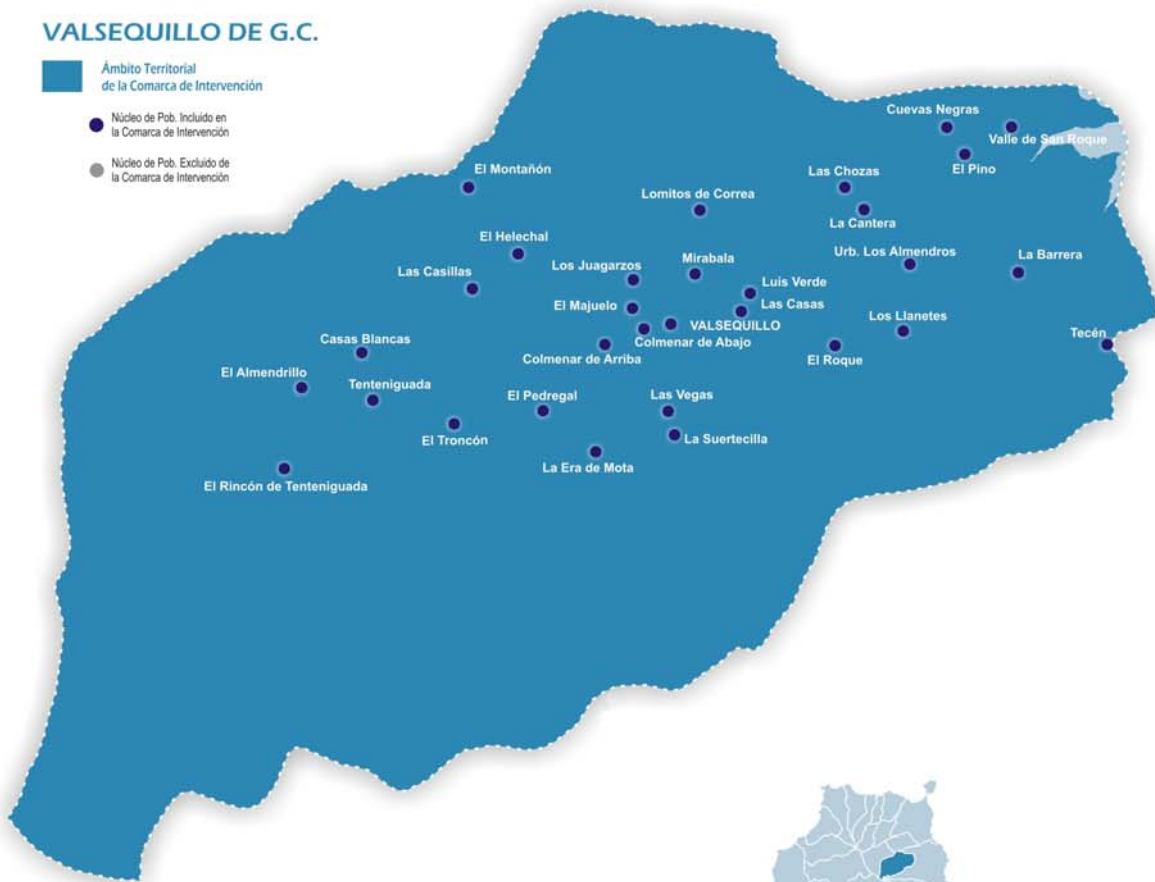 VALSEQUILLO DE G.C.
Ámbito Territorial
de la Comarca de Intervención
Núcleo de Pob. Incluido en
la Comarca de Intervención
Núcleo de Pob. Excluido de
la Comarca de Intervención
Cuevas Negras
Valle de San Roque
El Pino
El Montañón
Las Chozas
Lomitos de Correa
La Cantera
El Helechal
Urb. Los Almendros
La Barrera
Mirabala
Los Juagarzos
Las Casillas
Luis Verde
El Majuelo
Las Casas
Los Llanetes
VALSEQUILLO
Tecén
Casas Blancas
Colmenar de Abajo
Colmenar de Arriba
El Roque
El Almendrillo
Tenteniguada
El Pedregal
Las Vegas
El Troncón
La Suertecilla
La Era de Mota
El Rincón de Tenteniguada